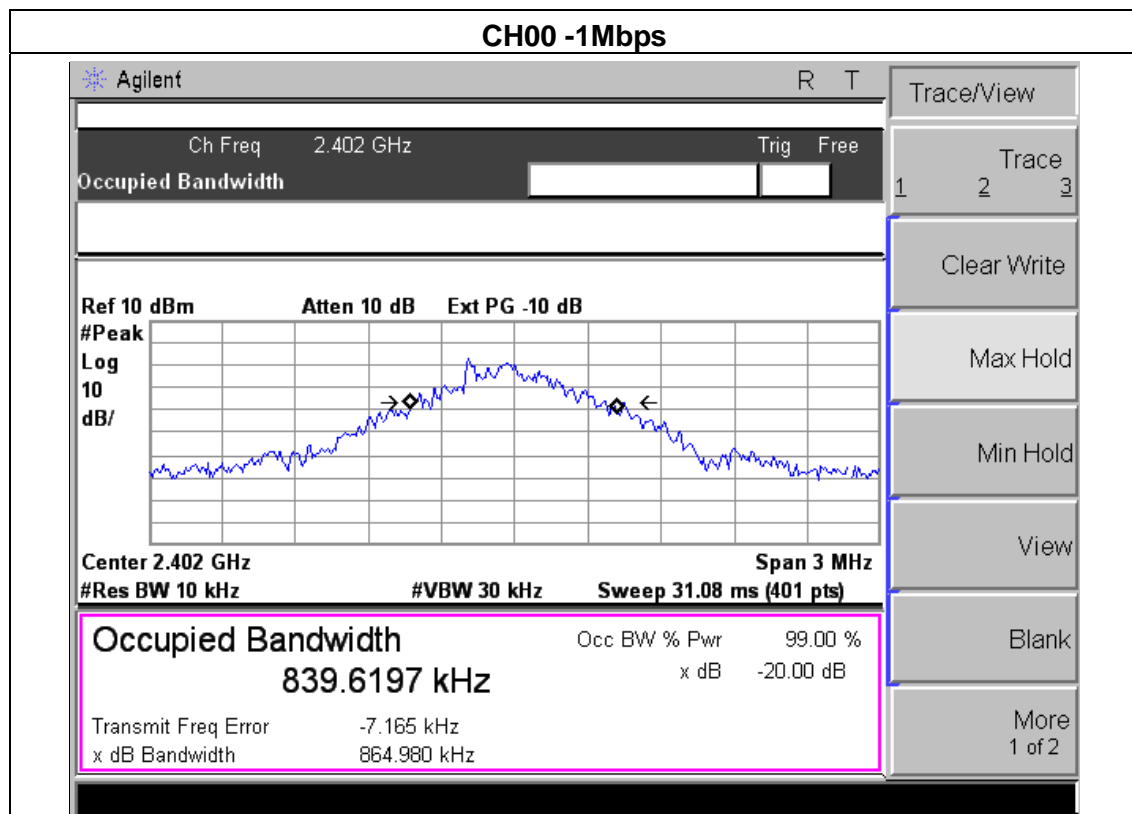 CH00 -1Mbps
Agilent R T
Trace/View
Ch Freq 2.402 GHz Trig Free
Occupied Bandwidth
Trace
1 2 3
Clear Write
Ref 10 dBm Atten 10 dB Ext PG -10 dB
#Peak
Log
10
dB/
Max Hold
Min Hold
View
Center 2.402 GHz Span 3 MHz
#Res BW 10 kHz #VBW 30 kHz Sweep 31.08 ms (401 pts)
Occupied Bandwidth Occ BW % Pwr 99.00 %
839.6197 kHz x dB -20.00 dB
Blank
Transmit Freq Error -7.165 kHz
x dB Bandwidth 864.980 kHz
More
1 of 2